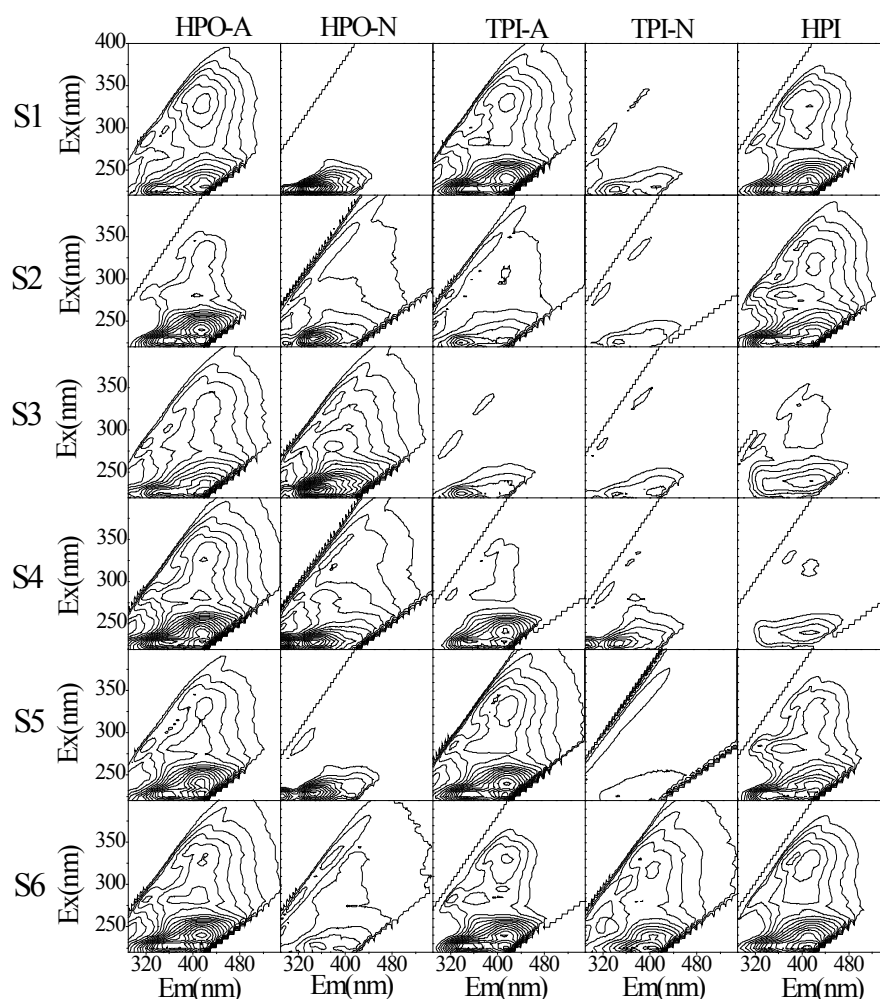 HPO-A HPO-N TPI-A TPI-N HPI
S1 Ex(nm) 400 350 300 250
S2 Ex(nm) 350 300 250
S3 Ex(nm) 350 300 250
S4 Ex(nm) 350 300 250
S5 Ex(nm) 350 300 250
S6 Ex(nm) 350 300 250
320 400 480 320 400 480 320 400 480 320 400 480 320 400 480
Em(nm) Em(nm) Em(nm) Em(nm) Em(nm)